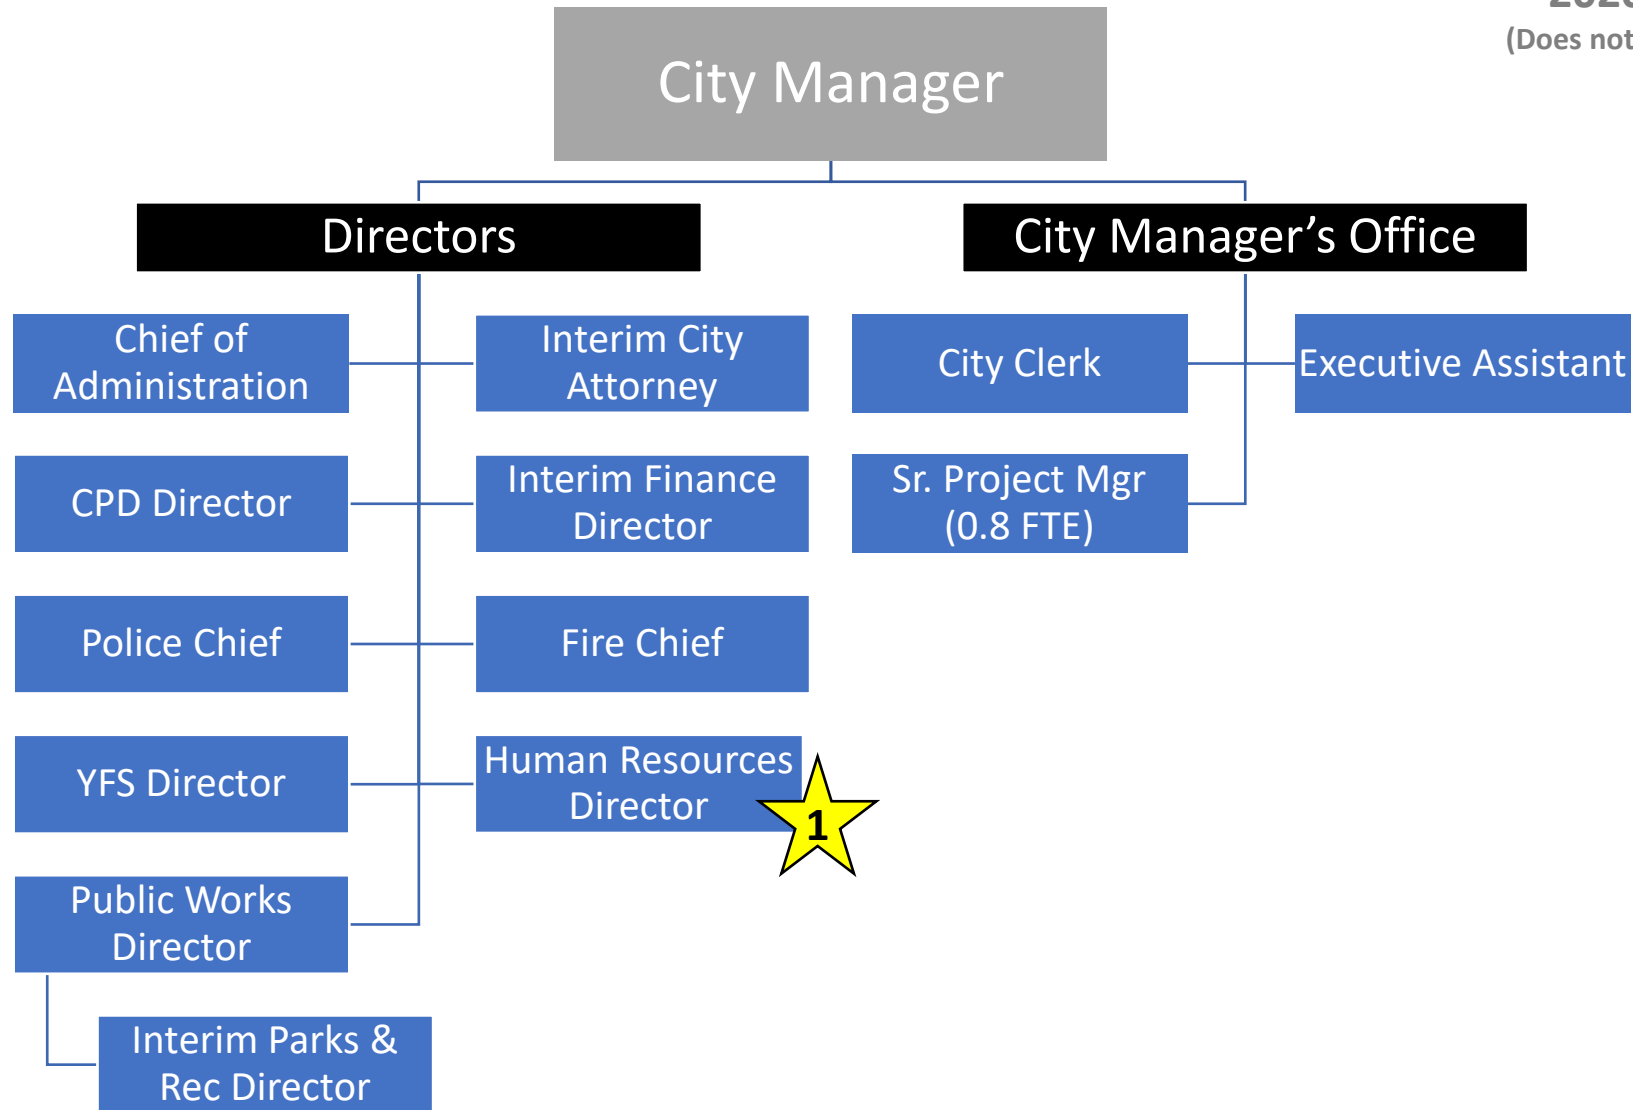 (Does not
City Manager
Directors
City Manager’s Office
Chief of
Administration
Interim City
Attorney
City Clerk
Executive Assistant
CPD Director
Interim Finance
Director
Sr. Project Mgr
(0.8 FTE)
Police Chief
Fire Chief
YFS Director
Human Resources
Director
1
Public Works
Director
Interim Parks &
Rec Director